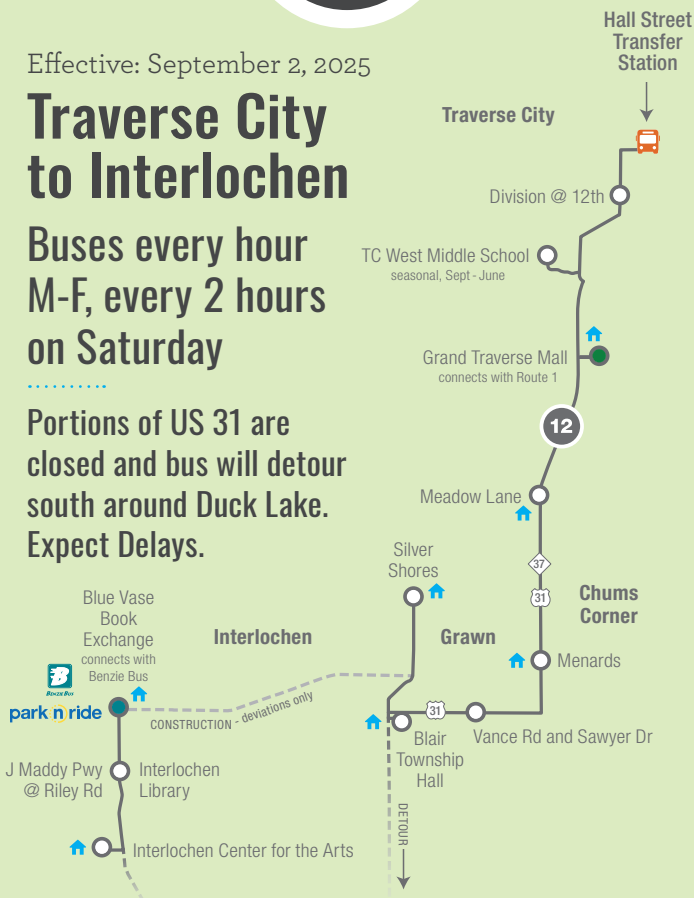 Effective: September 2, 2025
Traverse City
to Interlochen
Buses every hour
M-F, every 2 hours
on Saturday
Portions of US 31 are
closed and bus will detour
south around Duck Lake.
Expect Delays.
Hall Street
Transfer
Station
Traverse City
Division @ 12th
TC West Middle School
seasonal, Sept - June
Grand Traverse Mall
connects with Route 1
12
Meadow Lane
37
31
Chums
Corner
Silver
Shores
Grawn
Menards
Interlochen
Blue Vase
Book
Exchange
connects with
Benzie Bus
B
BENZIE BUS
park n ride
CONSTRUCTION - deviations only
31
Blair
Township
Hall
Vance Rd and Sawyer Dr
J Maddy Pwy
@ Riley Rd
Interlochen
Library
DETOUR
Interlochen Center for the Arts